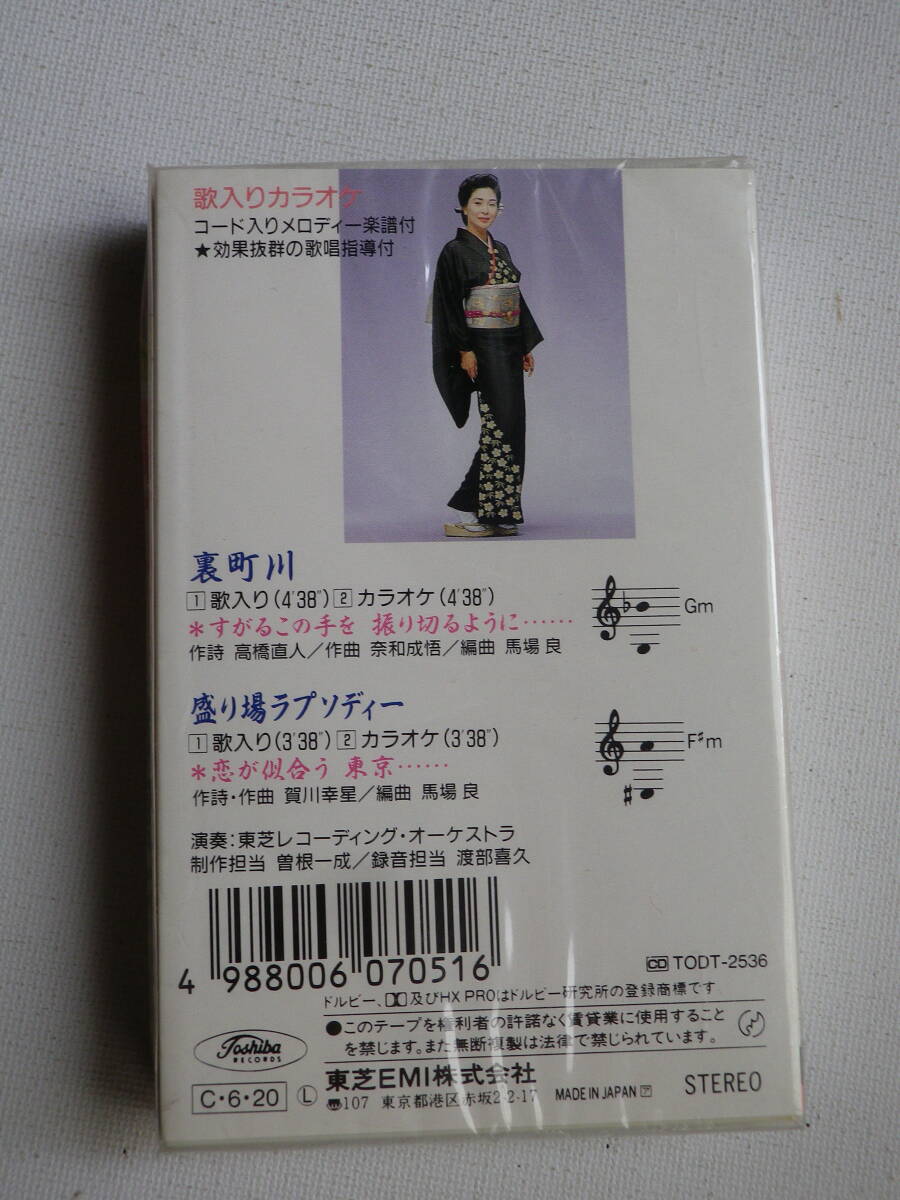 歌入りカラオケ
コード入りメロディー楽譜付
★効果抜群の歌唱指導付
裏町川
1 歌入り(4'38") 2 カラオケ(4'38")
*すがるこの手を 振り切るように……
作詩 高橋直人/作曲 奈和成悟/編曲 馬場 良
Gm
盛り場ラプソディー
1 歌入り(3'38") 2 カラオケ(3'38")
*恋が似合う 東京……
作詩・作曲 賀川幸星/編曲 馬場 良
F♯m
演奏:東芝レコーディング・オーケストラ
制作担当 曽根一成/録音担当 渡部喜久
4 988006 070516
CD TODT-2536
ドルビー、及びHX PROはドルビー研究所の登録商標です
●このテープを権利者の許諾なく賃貸業に使用すること
を禁じます。また無断複製は法律で禁じられています。
Toshiba
RECORDS
東芝EMI株式会社
C・6・20 Ⓛ 〠107 東京都港区赤坂2-2-17 MADE IN JAPAN ア STEREO